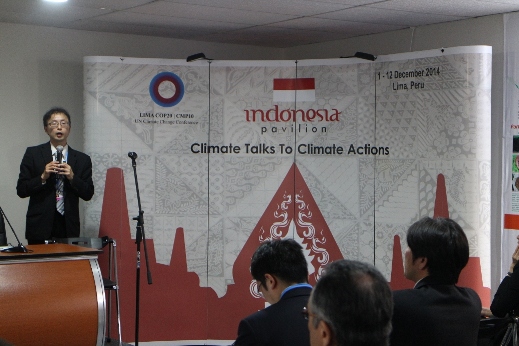 LIMA COP20 | CMP10
UN Climate Change Conference
indonesia
pavilion
Climate Talks To Climate Actions
1 - 12 December 2014
Lima, Peru